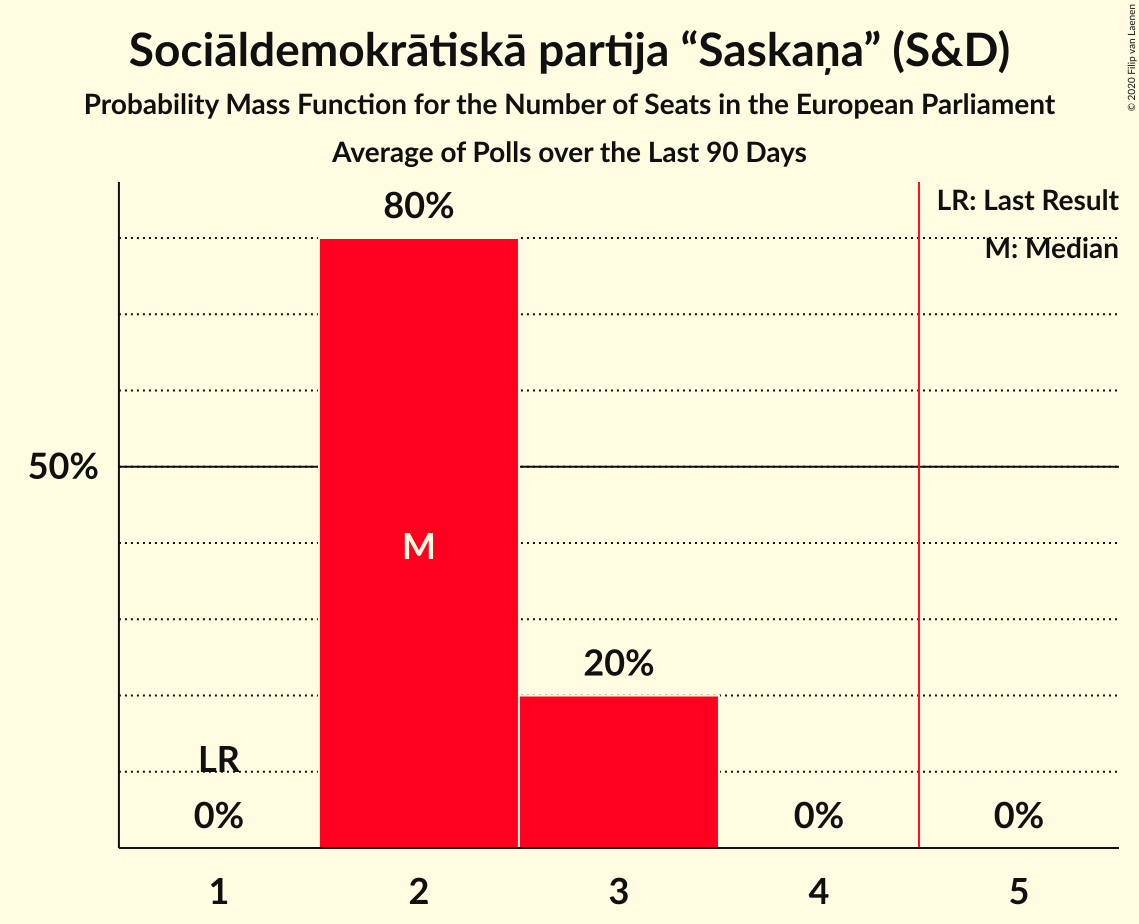 Sociāldemokrātiskā partija “Saskaņa” (S&D)
Probability Mass Function for the Number of Seats in the European Parliament
Average of Polls over the Last 90 Days
© 2020 Filip van Laenen
LR: Last Result
M: Median
80%
50%
M
20%
LR
0%
0%
0%
1
2
3
4
5